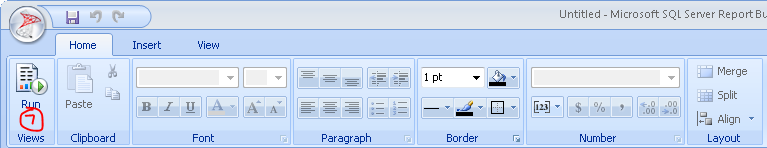 Untitled - Microsoft SQL Server Report Bu
Home Insert View
Run
7
Views
Paste
Clipboard
B I U A A A
Font
Paragraph
1 pt
Border
[123] $ % ,
Number
Merge
Split
Align
Layout